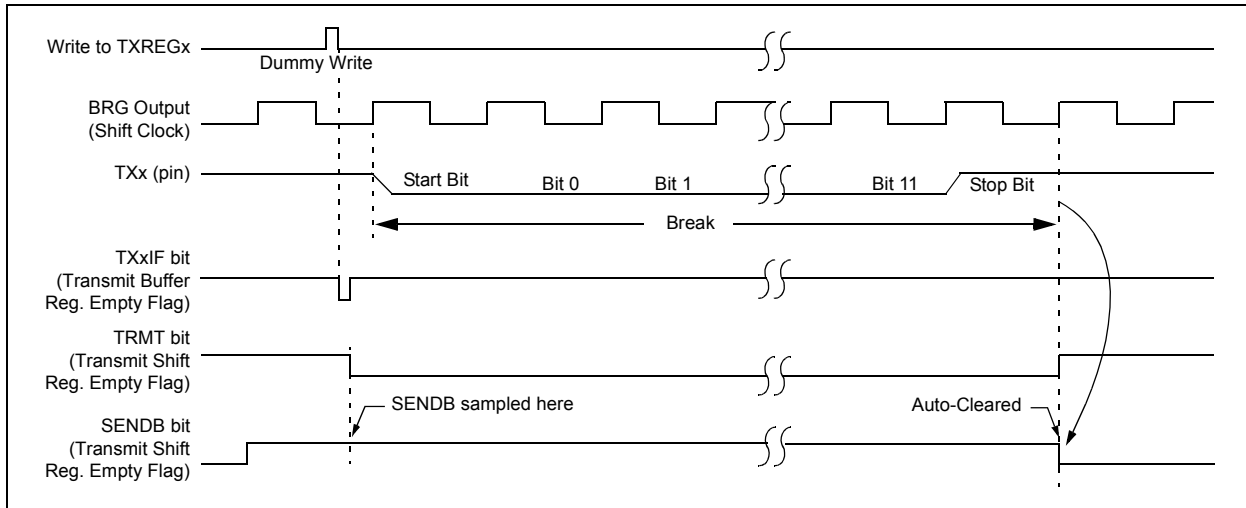 Write to TXREGx
Dummy Write
BRG Output
(Shift Clock)
TXx (pin)
Start Bit
Bit 0
Bit 1
Bit 11
Stop Bit
Break
TXxIF bit
(Transmit Buffer
Reg. Empty Flag)
TRMT bit
(Transmit Shift
Reg. Empty Flag)
SENDB sampled here
Auto-Cleared
SENDB bit
(Transmit Shift
Reg. Empty Flag)